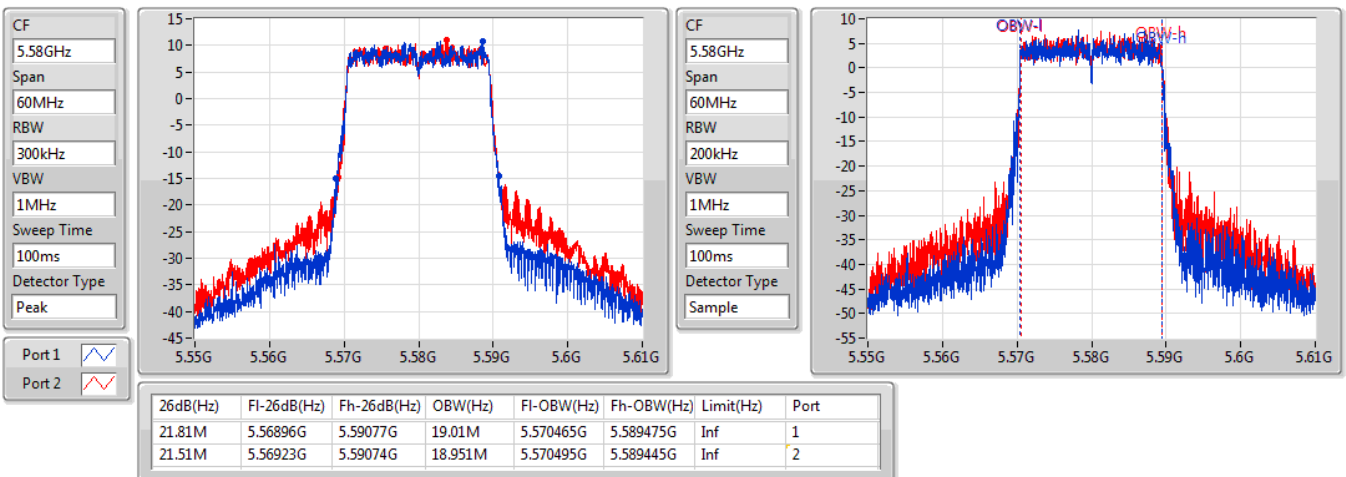 CF
5.58GHz
Span
60MHz
RBW
300kHz
VBW
1MHz
Sweep Time
100ms
Detector Type
Peak
Port 1
Port 2
15
10
5
0
-5
-10
-15
-20
-25
-30
-35
-40
-45
5.55G 5.56G 5.57G 5.58G 5.59G 5.6G 5.61G
CF
5.58GHz
Span
60MHz
RBW
200kHz
VBW
1MHz
Sweep Time
100ms
Detector Type
Sample
OBW-l
OBW-h
OBW-h
10
5
0
-5
-10
-15
-20
-25
-30
-35
-40
-45
-50
-55
5.55G 5.56G 5.57G 5.58G 5.59G 5.6G 5.61G
26dB(Hz) Fl-26dB(Hz) Fh-26dB(Hz) OBW(Hz) Fl-OBW(Hz) Fh-OBW(Hz) Limit(Hz) Port
21.81M 5.56896G 5.59077G 19.01M 5.570465G 5.589475G Inf 1
21.51M 5.56923G 5.59074G 18.951M 5.570495G 5.589445G Inf 2